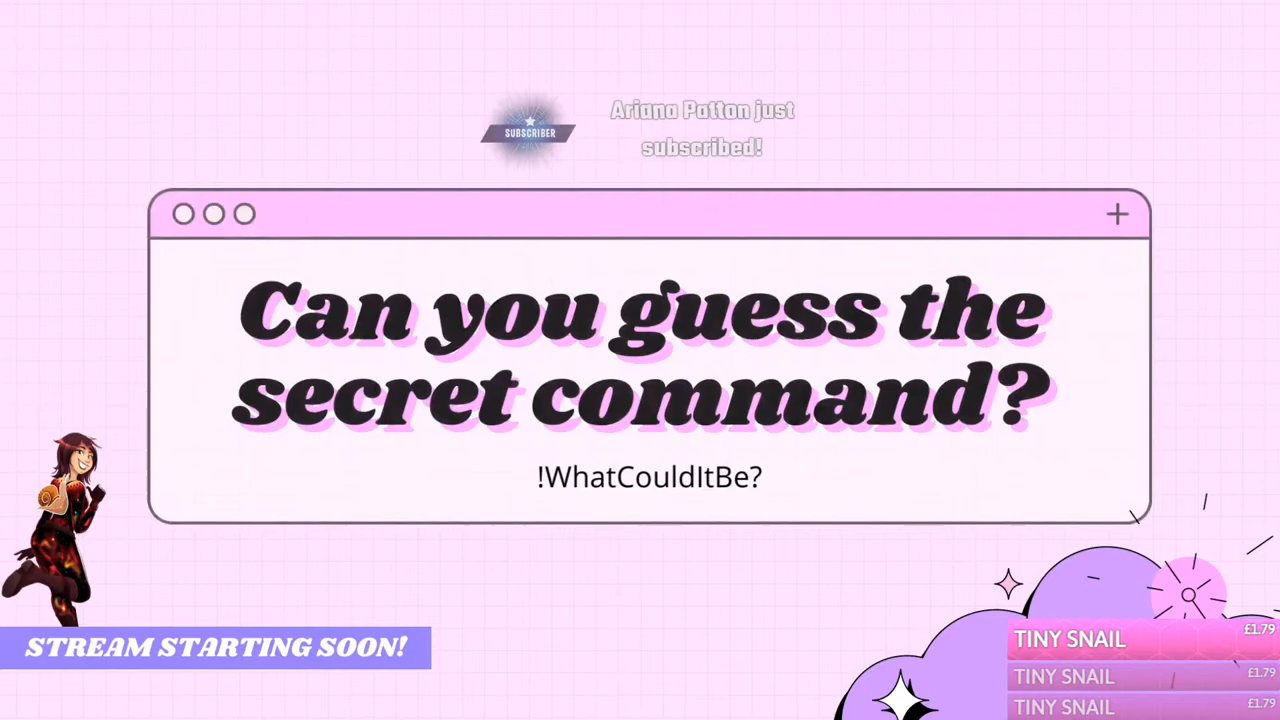 Ariana Patton just
subscribed!
SUBSCRIBER
Can you guess the
secret command?
!WhatCouldItBe?
STREAM STARTING SOON!
TINY SNAIL £1.79
TINY SNAIL £1.79
TINY SNAIL £1.79